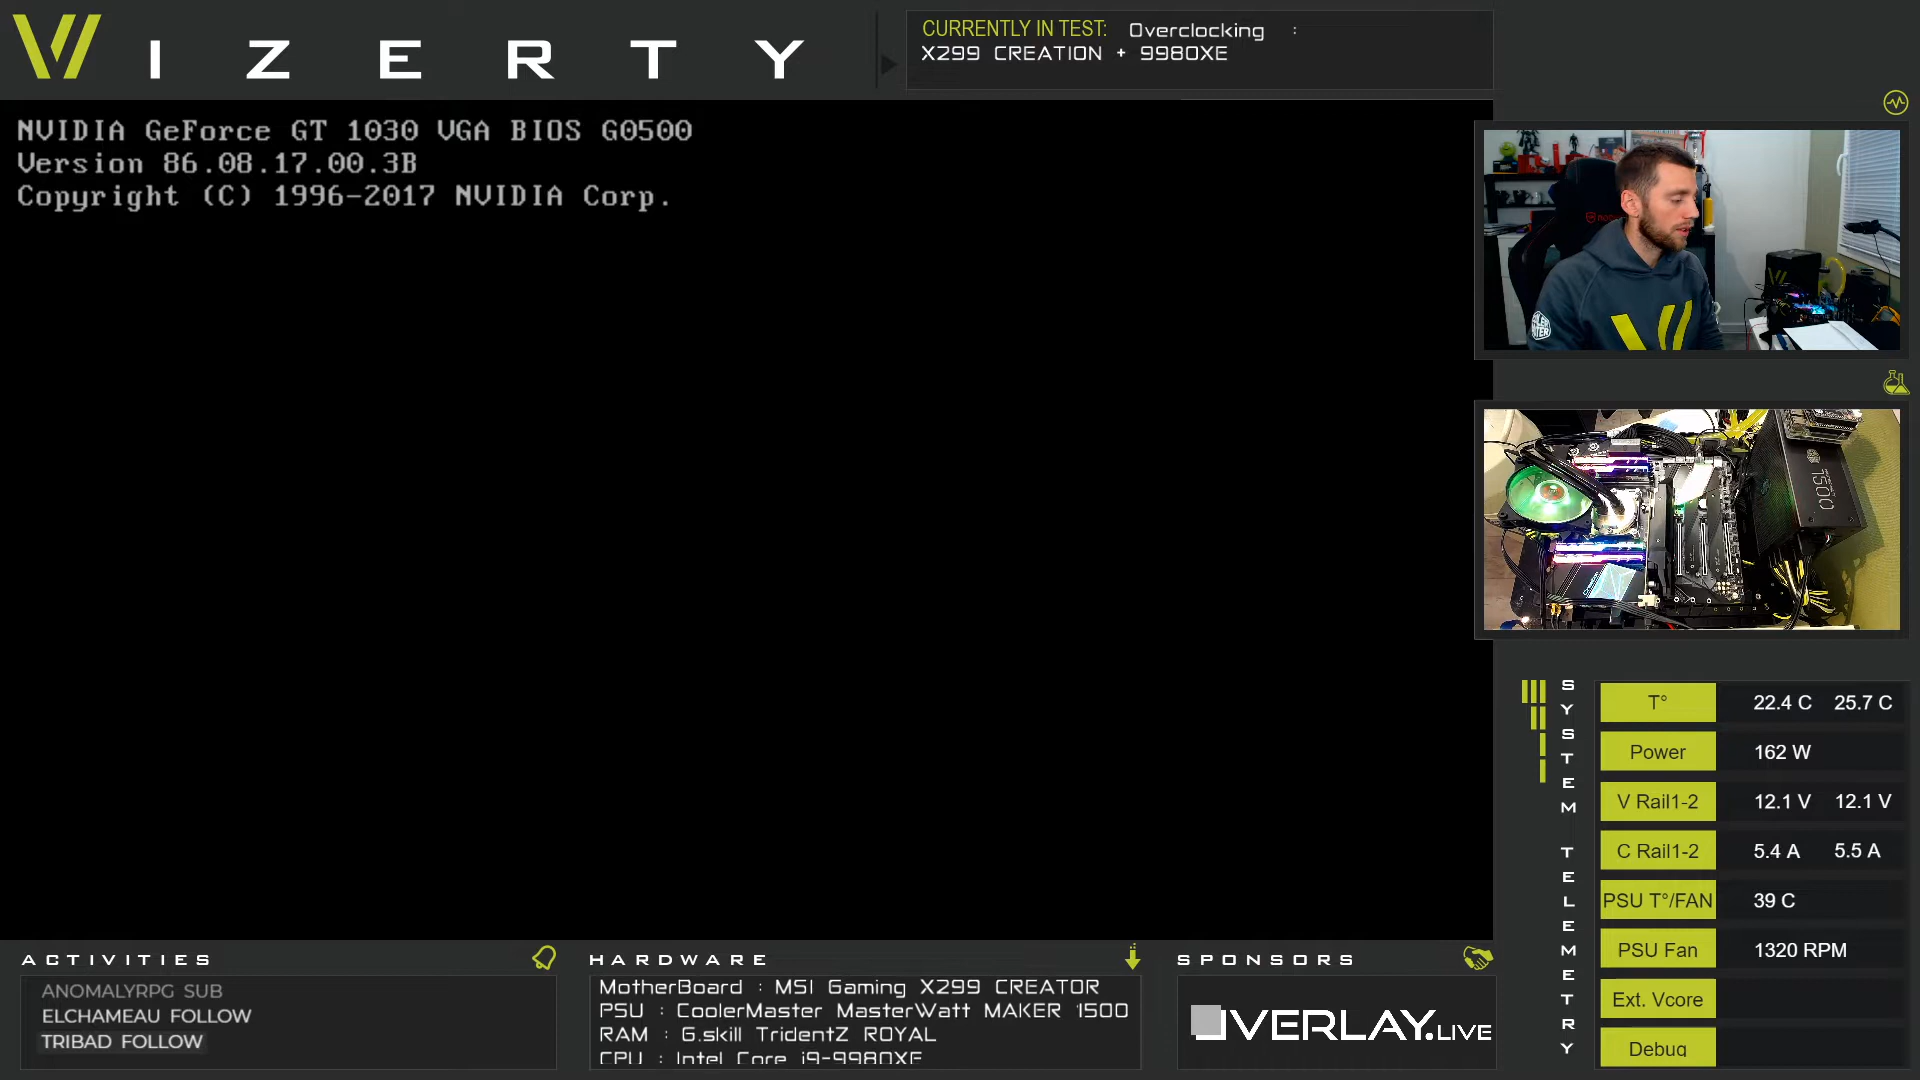 VIZERTY
CURRENTLY IN TEST: Overclocking :
X299 CREATION + 9980XE
NVIDIA GeForce GT 1030 VGA BIOS G0500
Version 86.08.17.00.3B
Copyright (C) 1996-2017 NVIDIA Corp.
1500
SYSTEM TELEMETRY
T° 22.4 C 25.7 C
Power 162 W
V Rail1-2 12.1 V 12.1 V
C Rail1-2 5.4 A 5.5 A
PSU T°/FAN 39 C
PSU Fan 1320 RPM
Ext. Vcore
Debug
ACTIVITIES
ANOMALYRPG SUB
ELCHAMEAU FOLLOW
TRIBAD FOLLOW
HARDWARE
MotherBoard : MSI Gaming X299 CREATOR
PSU : CoolerMaster MasterWatt MAKER 1500
RAM : G.skill TridentZ ROYAL
CPU : Intel Core i9-9980XE
SPONSORS
OVERLAY.LIVE